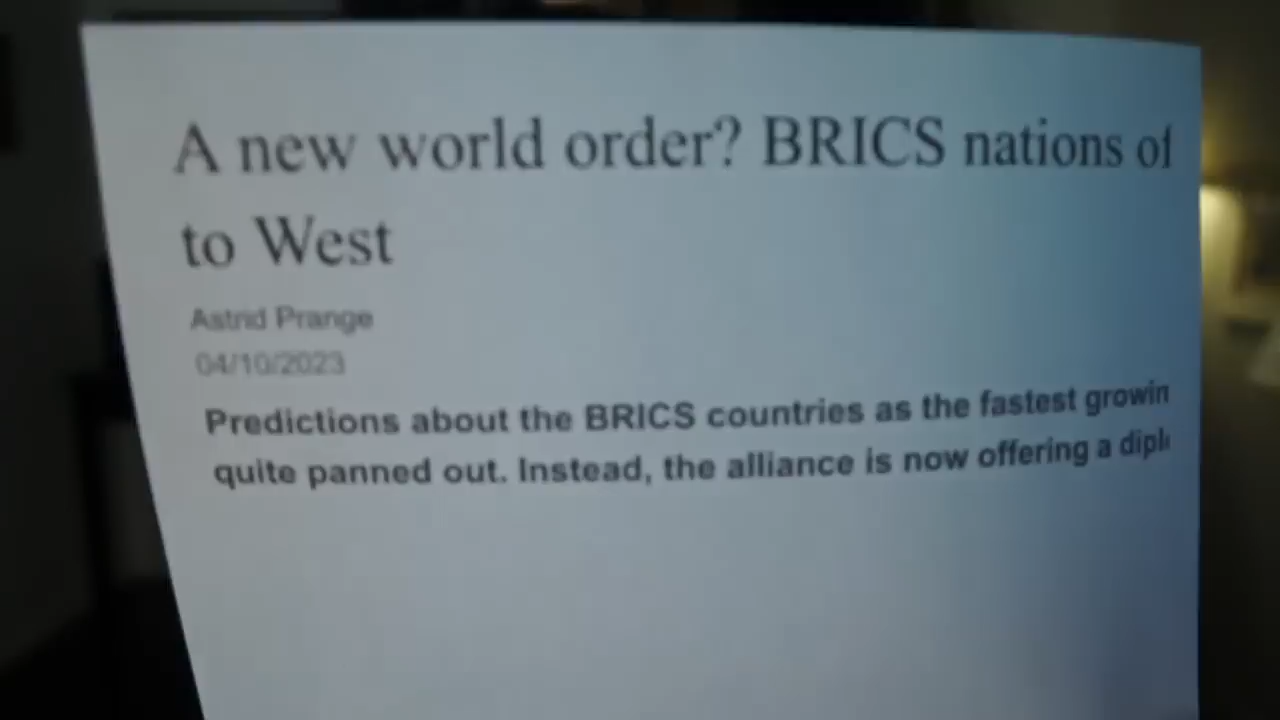 A new world order? BRICS nations of
to West
Astrid Prange
04/10/2023
Predictions about the BRICS countries as the fastest growin
quite panned out. Instead, the alliance is now offering a dipl